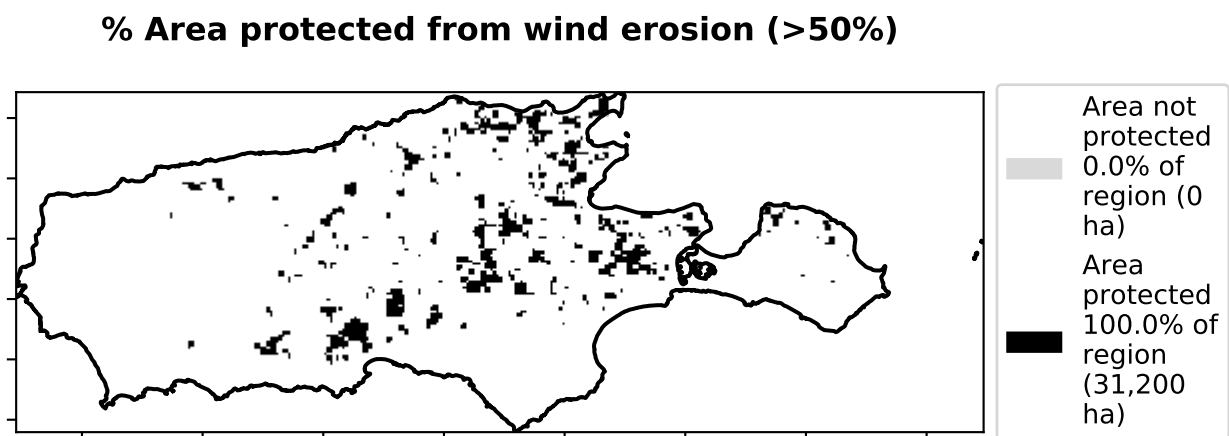 % Area protected from wind erosion (>50%)
Area not
protected
0.0% of
region (0
ha)
Area
protected
100.0% of
region
(31,200
ha)